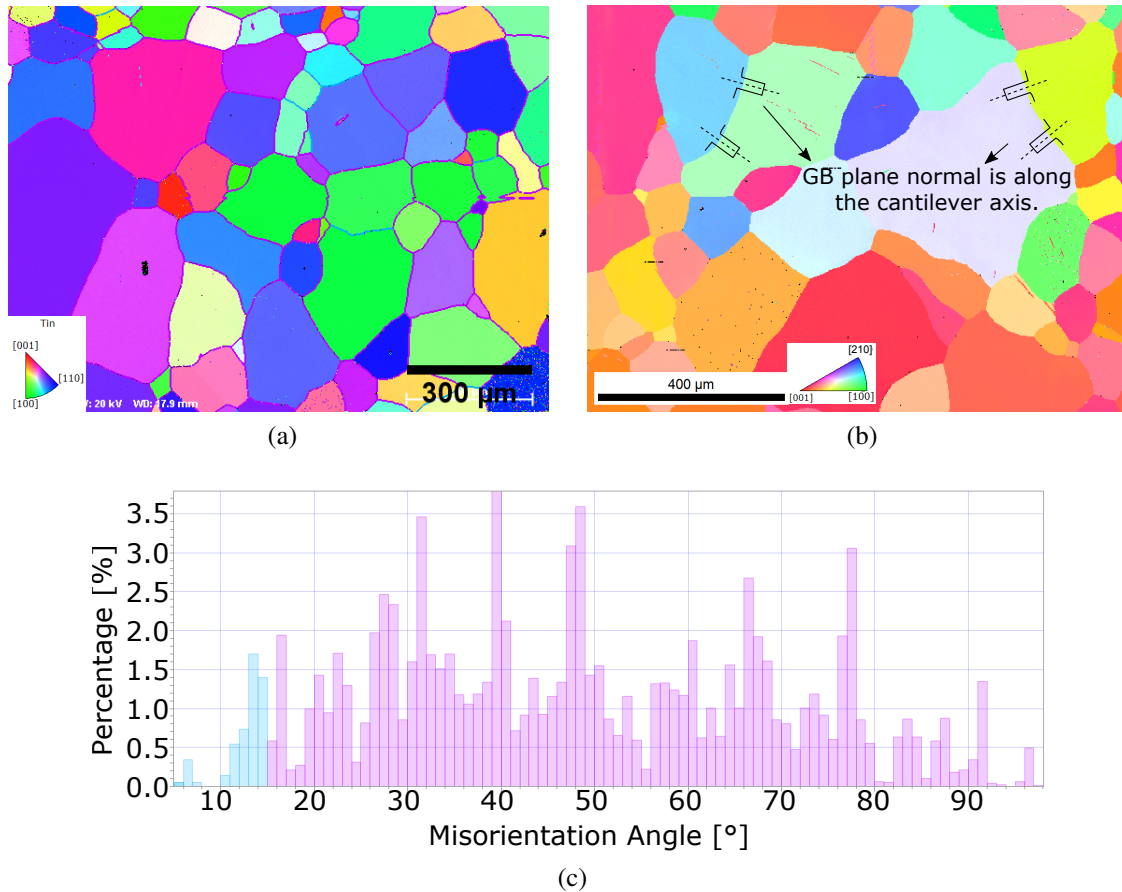 Tin
[001]
[110]
[100]
V: 20 kV WD: 17.9 mm
300 µm
(a)
GB plane normal is along
the cantilever axis.
400 µm
[210]
[001]
[100]
(b)
Percentage [%]
3.5
3.0
2.5
2.0
1.5
1.0
0.5
0.0
10 20 30 40 50 60 70 80 90
Misorientation Angle [°]
(c)